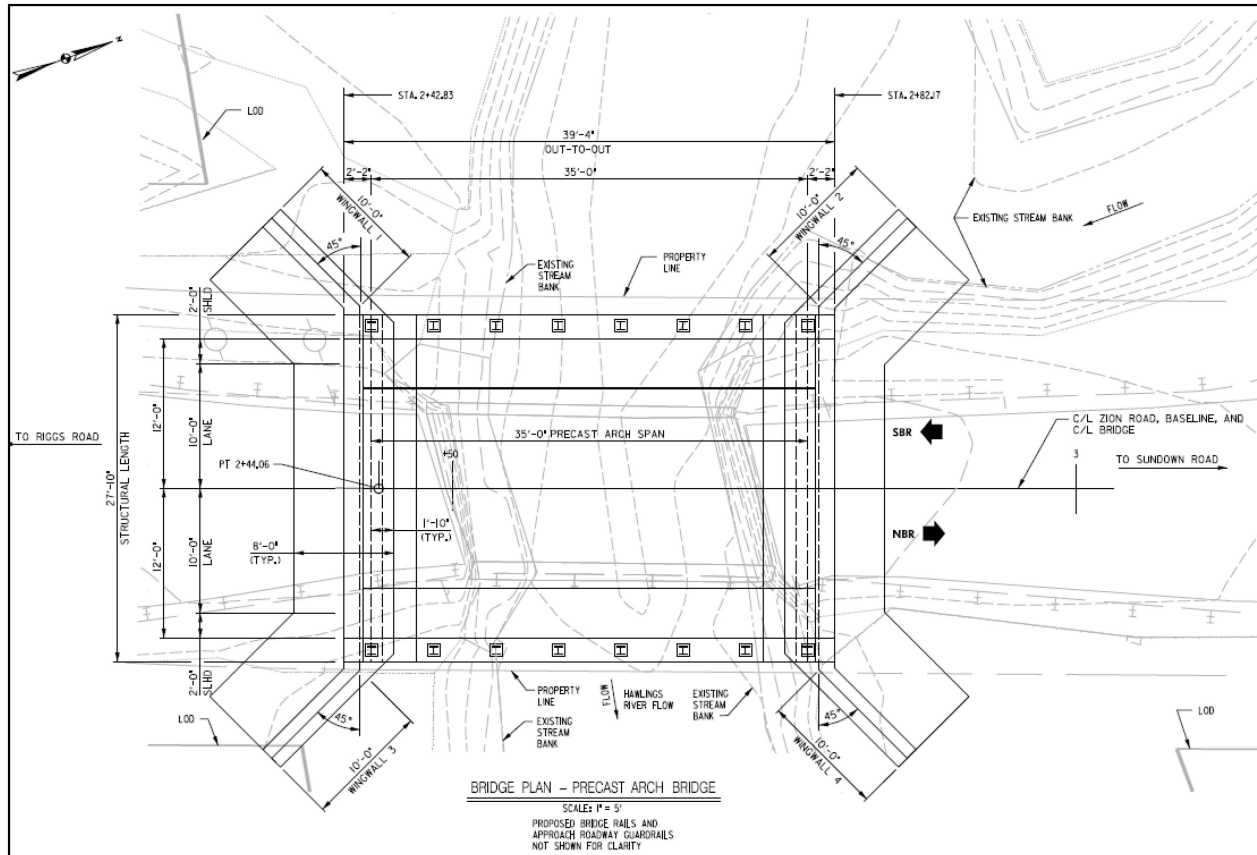 N
LOD
STA. 2+42.83
STA. 2+82.17
39'-4"
OUT-TO-OUT
2'-2"
35'-0"
2'-2"
10'-0"
WINGWALL 1
45°
10'-0"
WINGWALL 2
45°
EXISTING STREAM BANK
FLOW
EXISTING
STREAM
BANK
PROPERTY
LINE
2'-0"
SHLD
12'-0"
10'-0"
LANE
27'-10"
STRUCTURAL LENGTH
TO RIGGS ROAD
35'-0" PRECAST ARCH SPAN
+50
PT 2+44.06
SBR
C/L ZION ROAD, BASELINE, AND
C/L BRIDGE
3
TO SUNDOWN ROAD
1'-10"
(TYP.)
8'-0"
(TYP.)
NBR
12'-0"
10'-0"
LANE
2'-0"
SLHD
LOD
45°
10'-0"
WINGWALL 3
PROPERTY
LINE
EXISTING
STREAM
BANK
FLOW
HAWLINGS
RIVER FLOW
EXISTING
STREAM
BANK
45°
10'-0"
WINGWALL 4
LOD
BRIDGE PLAN - PRECAST ARCH BRIDGE
SCALE: 1" = 5'
PROPOSED BRIDGE RAILS AND
APPROACH ROADWAY GUARDRAILS
NOT SHOWN FOR CLARITY